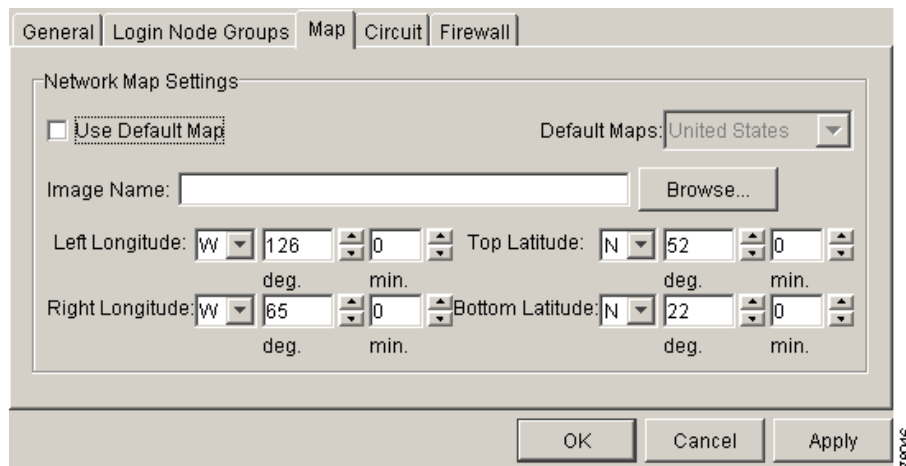 General Login Node Groups Map Circuit Firewall
Network Map Settings
Use Default Map Default Maps: United States
Image Name: Browse...
Left Longitude: W 126 0 Top Latitude: N 52 0
deg. min. deg. min.
Right Longitude: W 65 0 Bottom Latitude: N 22 0
deg. min. deg. min.
OK Cancel Apply